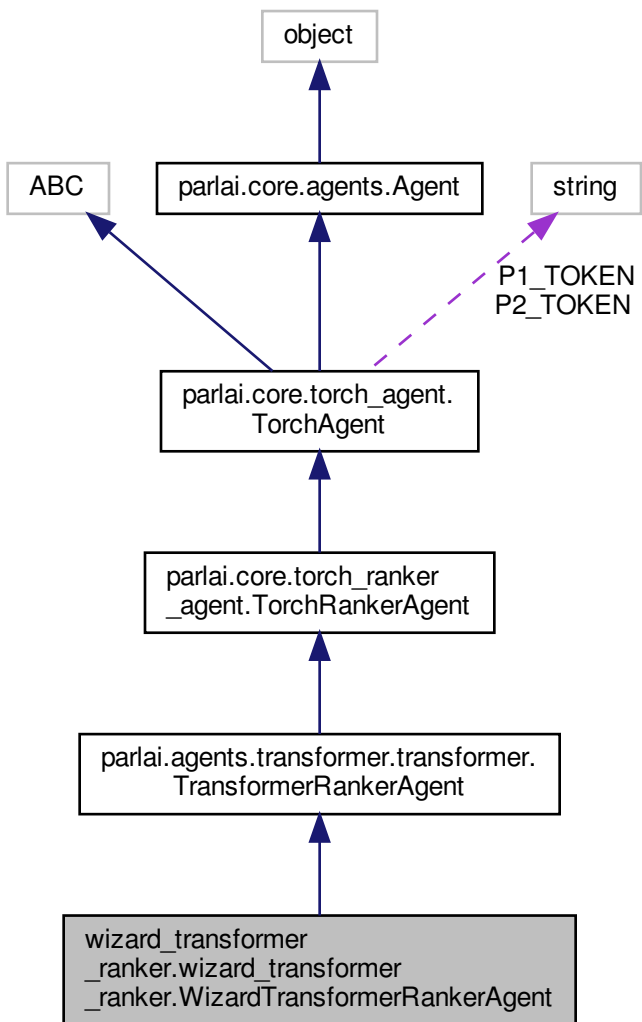 object
ABC
parlai.core.agents.Agent
string
P1_TOKEN
P2_TOKEN
parlai.core.torch_agent.
TorchAgent
parlai.core.torch_ranker
_agent.TorchRankerAgent
parlai.agents.transformer.transformer.
TransformerRankerAgent
wizard_transformer
_ranker.wizard_transformer
_ranker.WizardTransformerRankerAgent